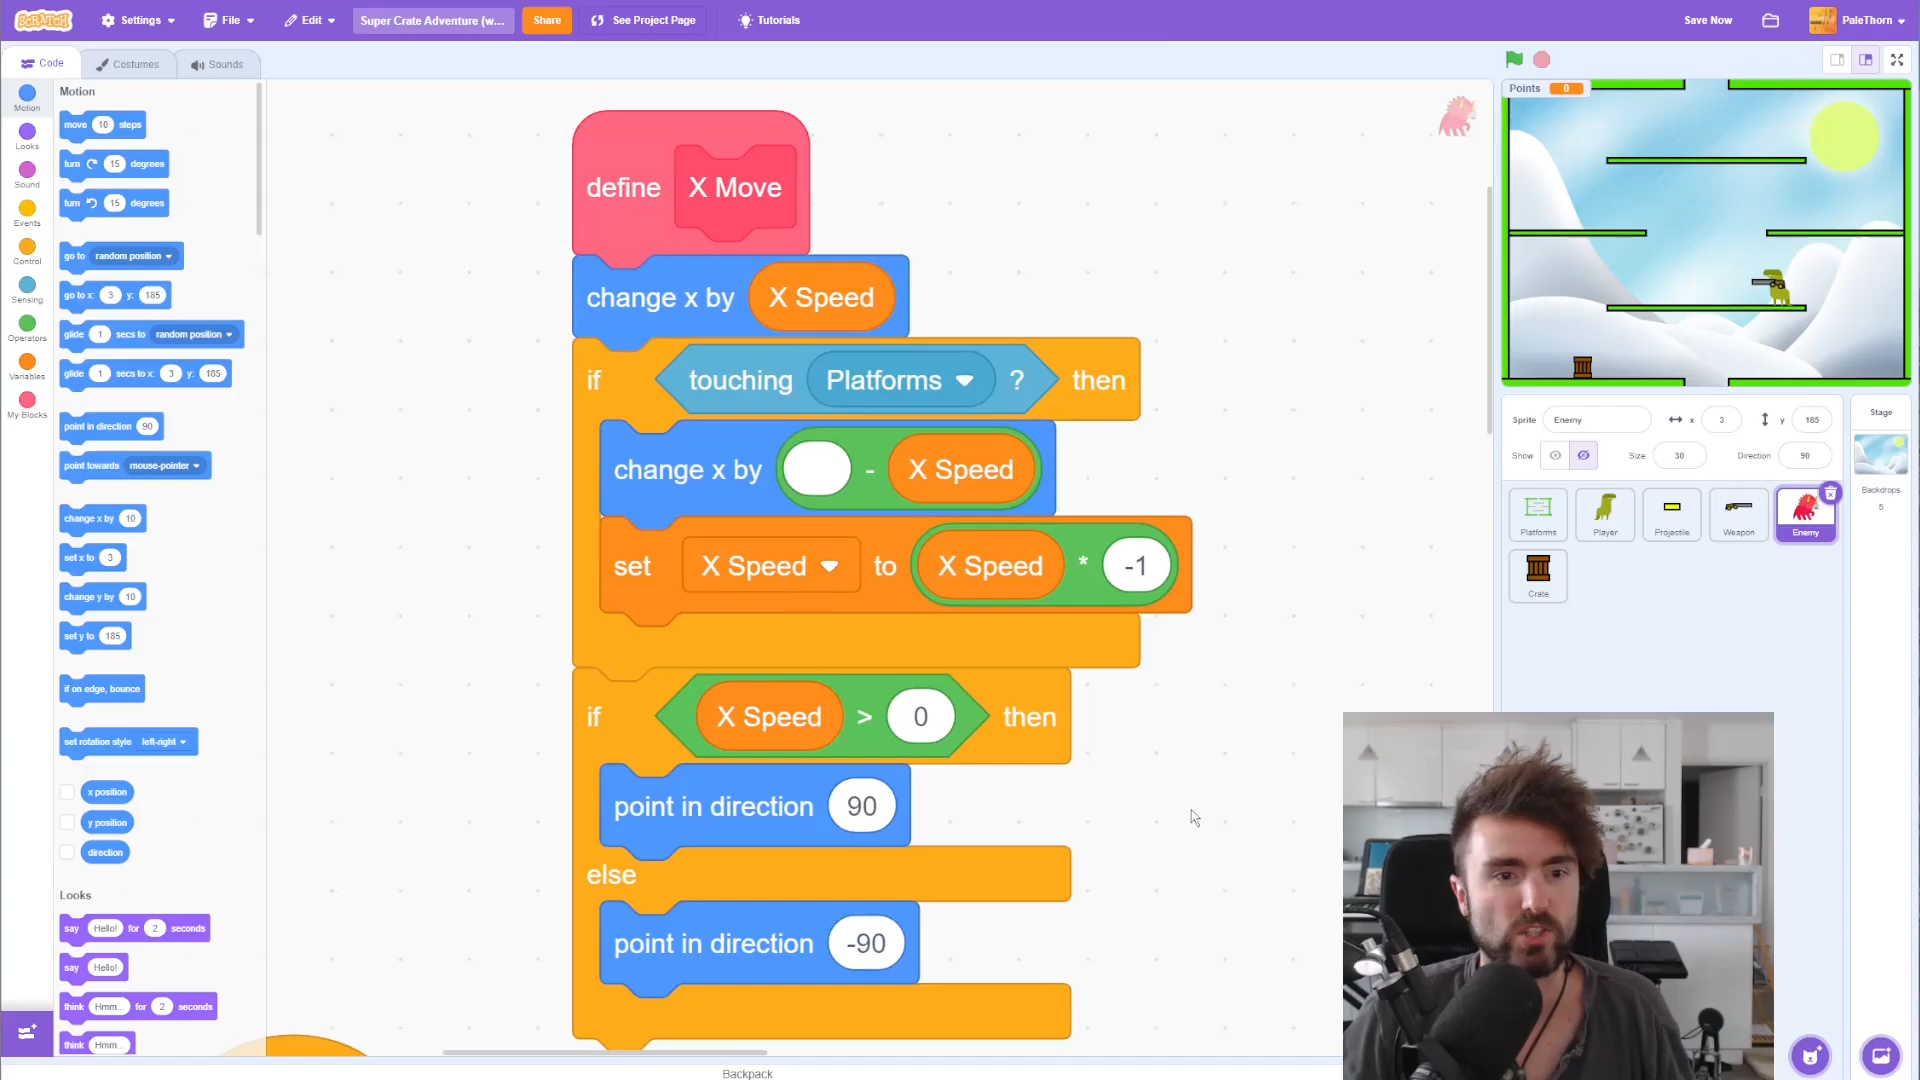 SCRATCH Settings File Edit Super Crate Adventure (w... Share See Project Page Tutorials Save Now PaleThorn
Code Costumes Sounds
Motion
Looks
Sound
Events
Control
Sensing
Operators
Variables
My Blocks
Motion
move 10 steps
turn 15 degrees
turn 15 degrees
go to random position
go to x: 3 y: 185
glide 1 secs to random position
glide 1 secs to x: 3 y: 185
point in direction 90
point towards mouse-pointer
change x by 10
set x to 3
change y by 10
set y to 185
if on edge, bounce
set rotation style left-right
x position
y position
direction
Looks
say Hello! for 2 seconds
say Hello!
think Hmm... for 2 seconds
think Hmm...
define X Move
change x by X Speed
if touching Platforms ? then
change x by - X Speed
set X Speed to X Speed * -1
if X Speed > 0 then
point in direction 90
else
point in direction -90
Backpack
Points 0
Sprite Enemy x 3 y 185
Show Size 30 Direction 90
Platforms Player Projectile Weapon Enemy
Crate
Stage
Backdrops
5